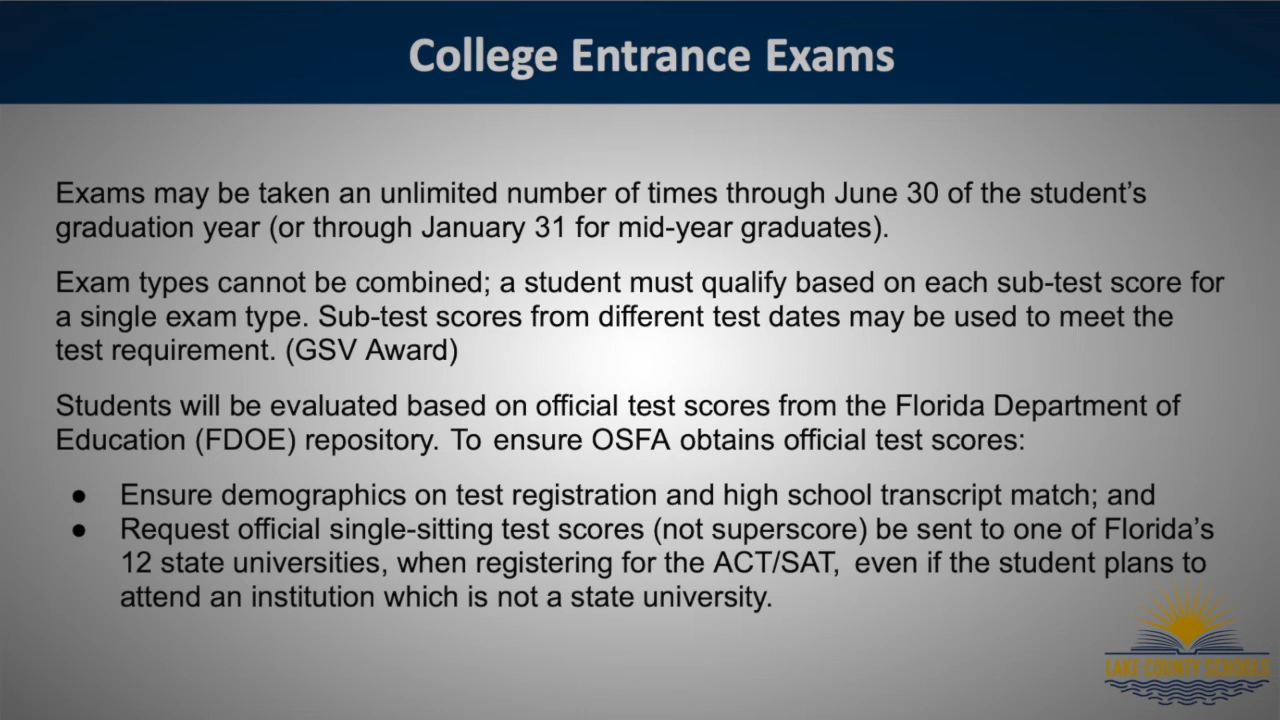 College Entrance Exams
Exams may be taken an unlimited number of times through June 30 of the student's
graduation year (or through January 31 for mid-year graduates).
Exam types cannot be combined; a student must qualify based on each sub-test score for
a single exam type. Sub-test scores from different test dates may be used to meet the
test requirement. (GSV Award)
Students will be evaluated based on official test scores from the Florida Department of
Education (FDOE) repository. To ensure OSFA obtains official test scores:
● Ensure demographics on test registration and high school transcript match; and
● Request official single-sitting test scores (not superscore) be sent to one of Florida's
12 state universities, when registering for the ACT/SAT, even if the student plans to
attend an institution which is not a state university.
LAKE COUNTY SCHOOLS